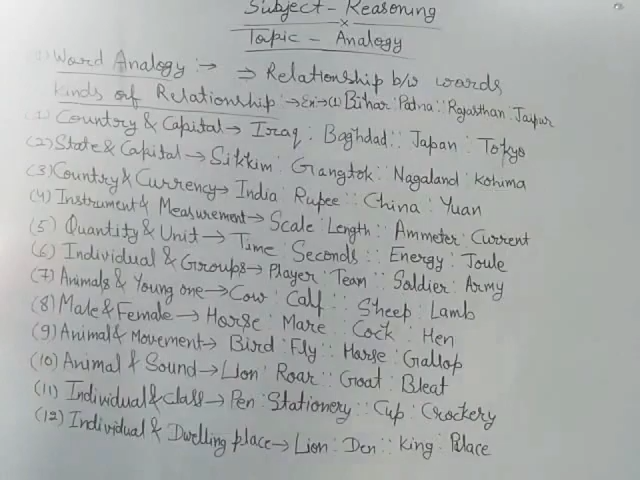 Subject - Reasoning
x
Topic - Analogy
(1) Word Analogy :→ ⇒ Relationship b/w words
Kinds of Relationship :→ Ex→(1) Bihar : Patna :: Rajasthan : Jaipur
(1) Country & Capital → Iraq : Baghdad :: Japan : Tokyo
(2) State & Capital → Sikkim : Gangtok :: Nagaland : Kohima
(3) Country & Currency → India : Rupee :: China : Yuan
(4) Instrument & Measurement → Scale : Length :: Ammeter : Current
(5) Quantity & Unit → Time : Seconds :: Energy : Joule
(6) Individual & Groups → Player : Team :: Soldier : Army
(7) Animals & Young one → Cow : Calf :: Sheep : Lamb
(8) Male & Female → Horse : Mare :: Cock : Hen
(9) Animal & Movement → Bird : Fly :: Horse : Gallop
(10) Animal & Sound → Lion : Roar :: Goat : Bleat
(11) Individual & class → Pen : Stationery :: Cup : Crockery
(12) Individual & Dwelling place → Lion : Den :: King : Palace